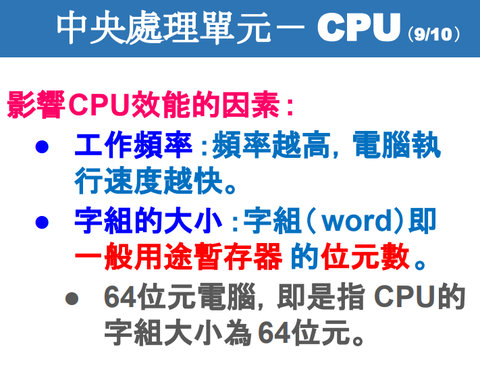 中央處理單元－ CPU（9/10）
影響CPU效能的因素：
● 工作頻率：頻率越高，電腦執
行速度越快。
● 字組的大小：字組（word）即
一般用途暫存器 的位元數。
● 64位元電腦，即是指 CPU的
字組大小為64位元。